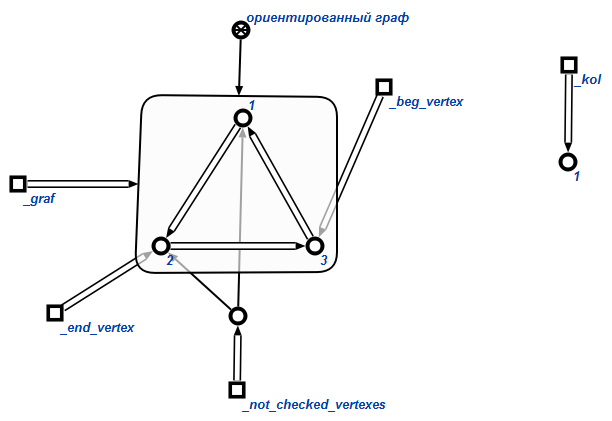 ориентированный граф
_kol
_beg_vertex
1
1
_graf
2
3
_end_vertex
_not_checked_vertexes